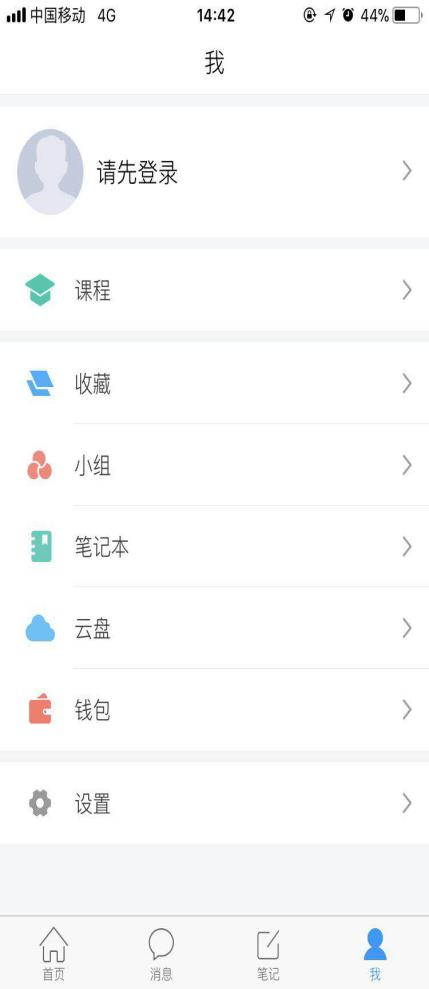 中国移动 4G 14:42 44%
我
请先登录
课程
收藏
小组
笔记本
云盘
钱包
设置
首页 消息 笔记 我